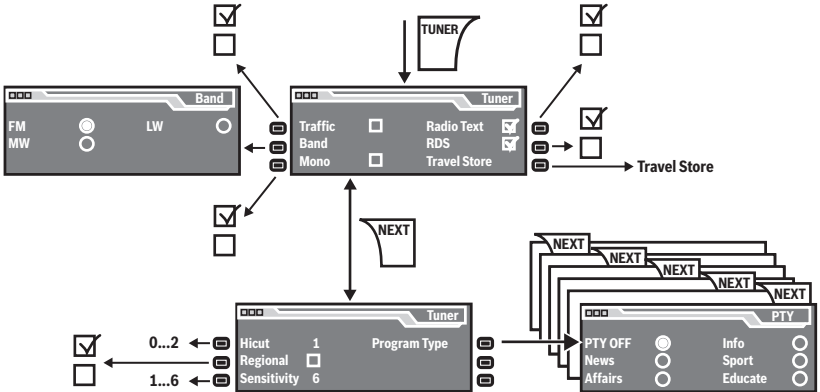 TUNER
Band
FM
LW
MW
Tuner
Traffic
Radio Text
Band
RDS
Mono
Travel Store
Travel Store
NEXT
NEXT
NEXT
NEXT
NEXT
NEXT
Tuner
PTY
0...2
Hicut 1
Program Type
PTY OFF
Info
Regional
News
Sport
1...6
Sensitivity 6
Affairs
Educate